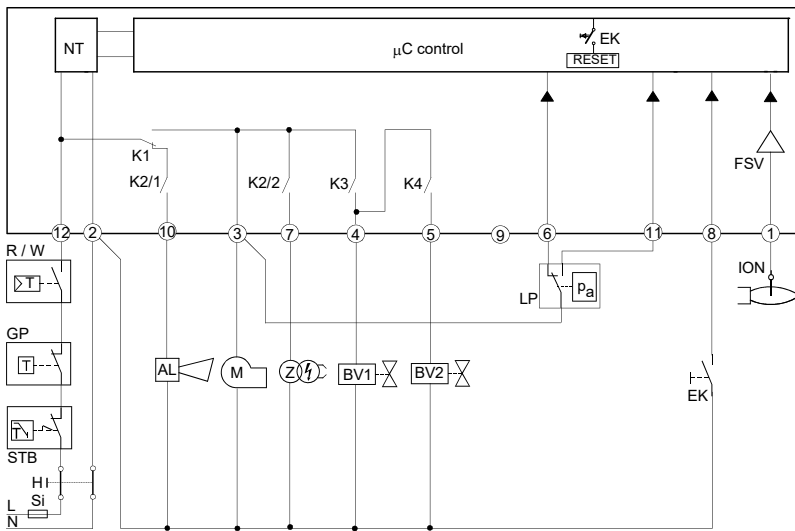 NT
µC control
EK
RESET
K1
K2/1
K2/2
K3
K4
FSV
12
2
10
3
7
4
5
9
6
11
8
1
R / W
T
ION
LP
pa
GP
T
AL
M
Z
BV1
BV2
EK
T
STB
H
Si
L
N